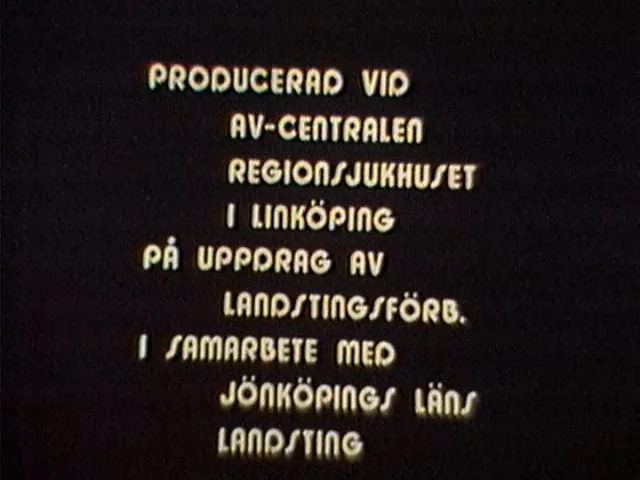 PRODUCERAD VID
AV-CENTRALEN
REGIONSJUKHUSET
I LINKÖPING
PÅ UPPDRAG AV
LANDSTINGSFÖRB.
I SAMARBETE MED
JÖNKÖPINGS LÄNS
LANDSTING